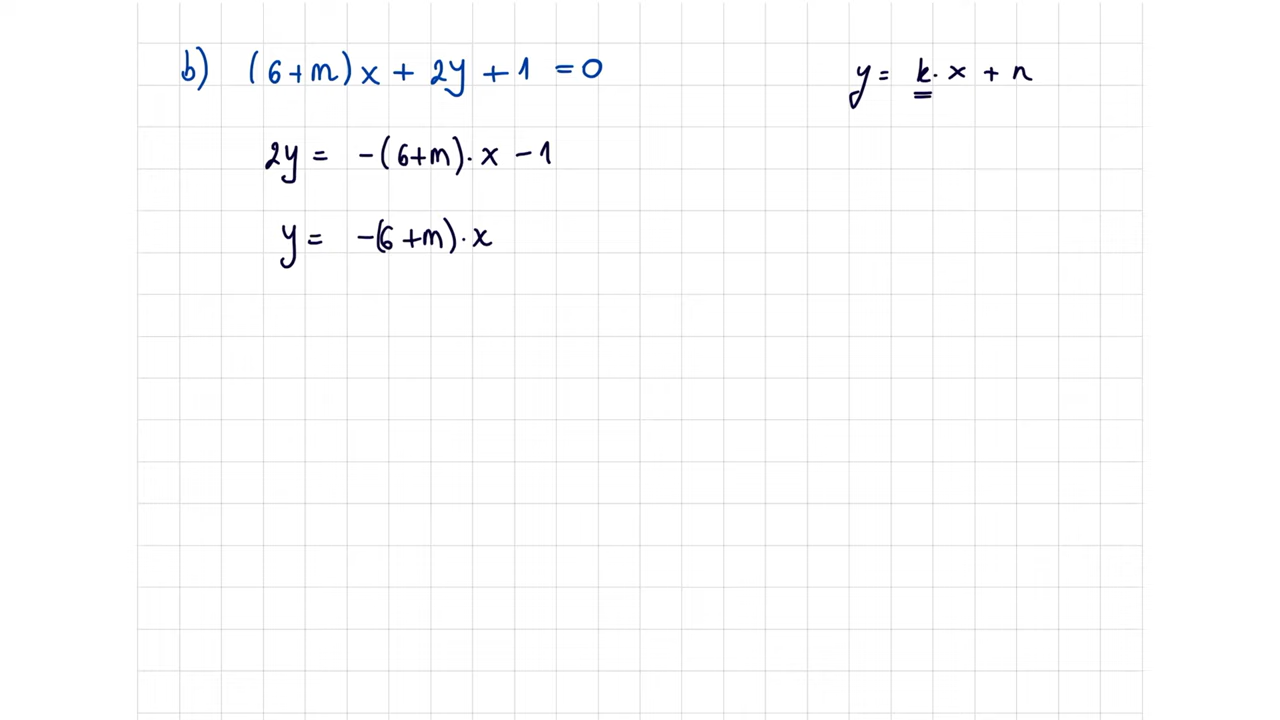 b) (6+m)x + 2y + 1 = 0
y = k·x + n
2y = -(6+m)·x - 1
y = -(6+m)·x